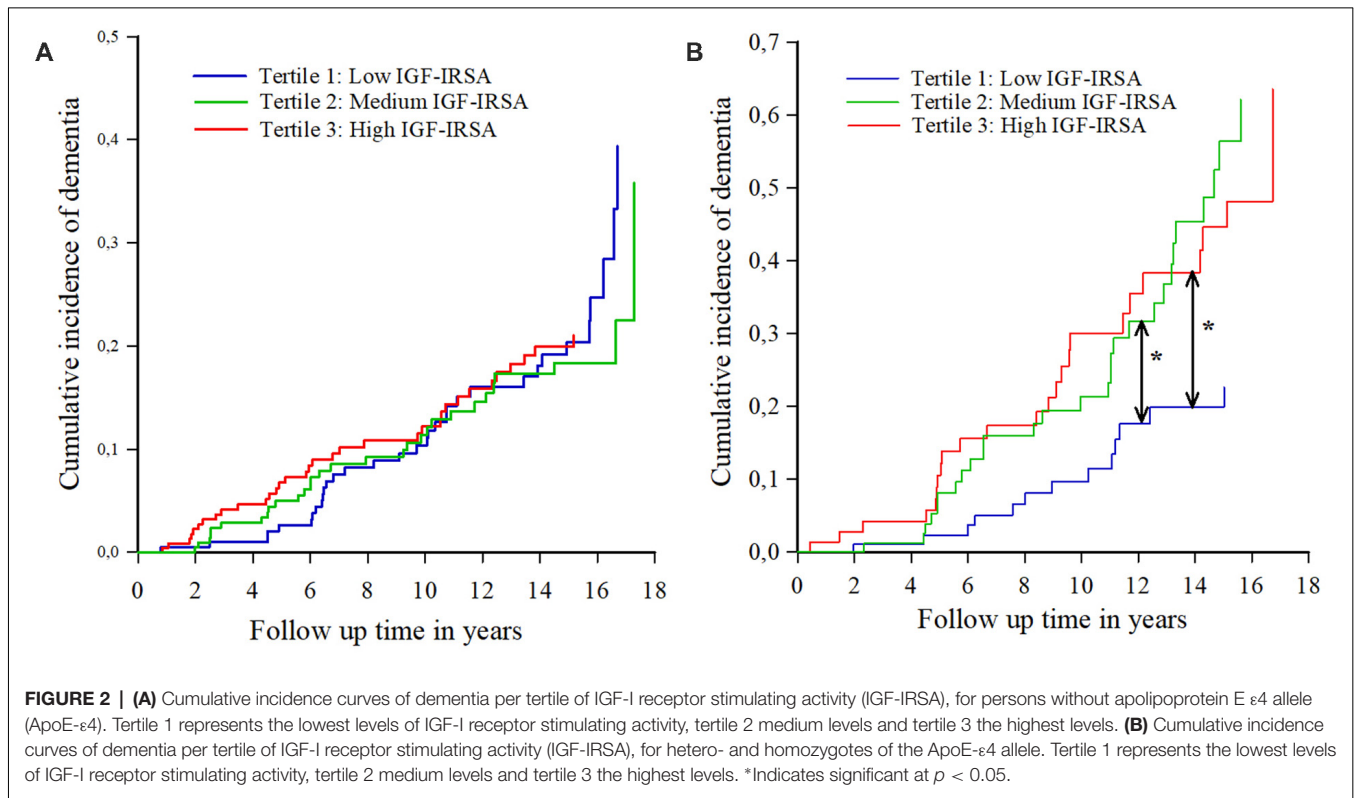 A
0,5
0,4
0,3
0,2
0,1
0,0
Cumulative incidence of dementia
Tertile 1: Low IGF-IRSA
Tertile 2: Medium IGF-IRSA
Tertile 3: High IGF-IRSA
0 2 4 6 8 10 12 14 16 18
Follow up time in years
B
0,7
0,6
0,5
0,4
0,3
0,2
0,1
0,0
Cumulative incidence of dementia
Tertile 1: Low IGF-IRSA
Tertile 2: Medium IGF-IRSA
Tertile 3: High IGF-IRSA
*
*
0 2 4 6 8 10 12 14 16 18
Follow up time in years
FIGURE 2 | (A) Cumulative incidence curves of dementia per tertile of IGF-I receptor stimulating activity (IGF-IRSA), for persons without apolipoprotein E ε4 allele
(ApoE-ε4). Tertile 1 represents the lowest levels of IGF-I receptor stimulating activity, tertile 2 medium levels and tertile 3 the highest levels. (B) Cumulative incidence
curves of dementia per tertile of IGF-I receptor stimulating activity (IGF-IRSA), for hetero- and homozygotes of the ApoE-ε4 allele. Tertile 1 represents the lowest levels
of IGF-I receptor stimulating activity, tertile 2 medium levels and tertile 3 the highest levels. *Indicates significant at p < 0.05.